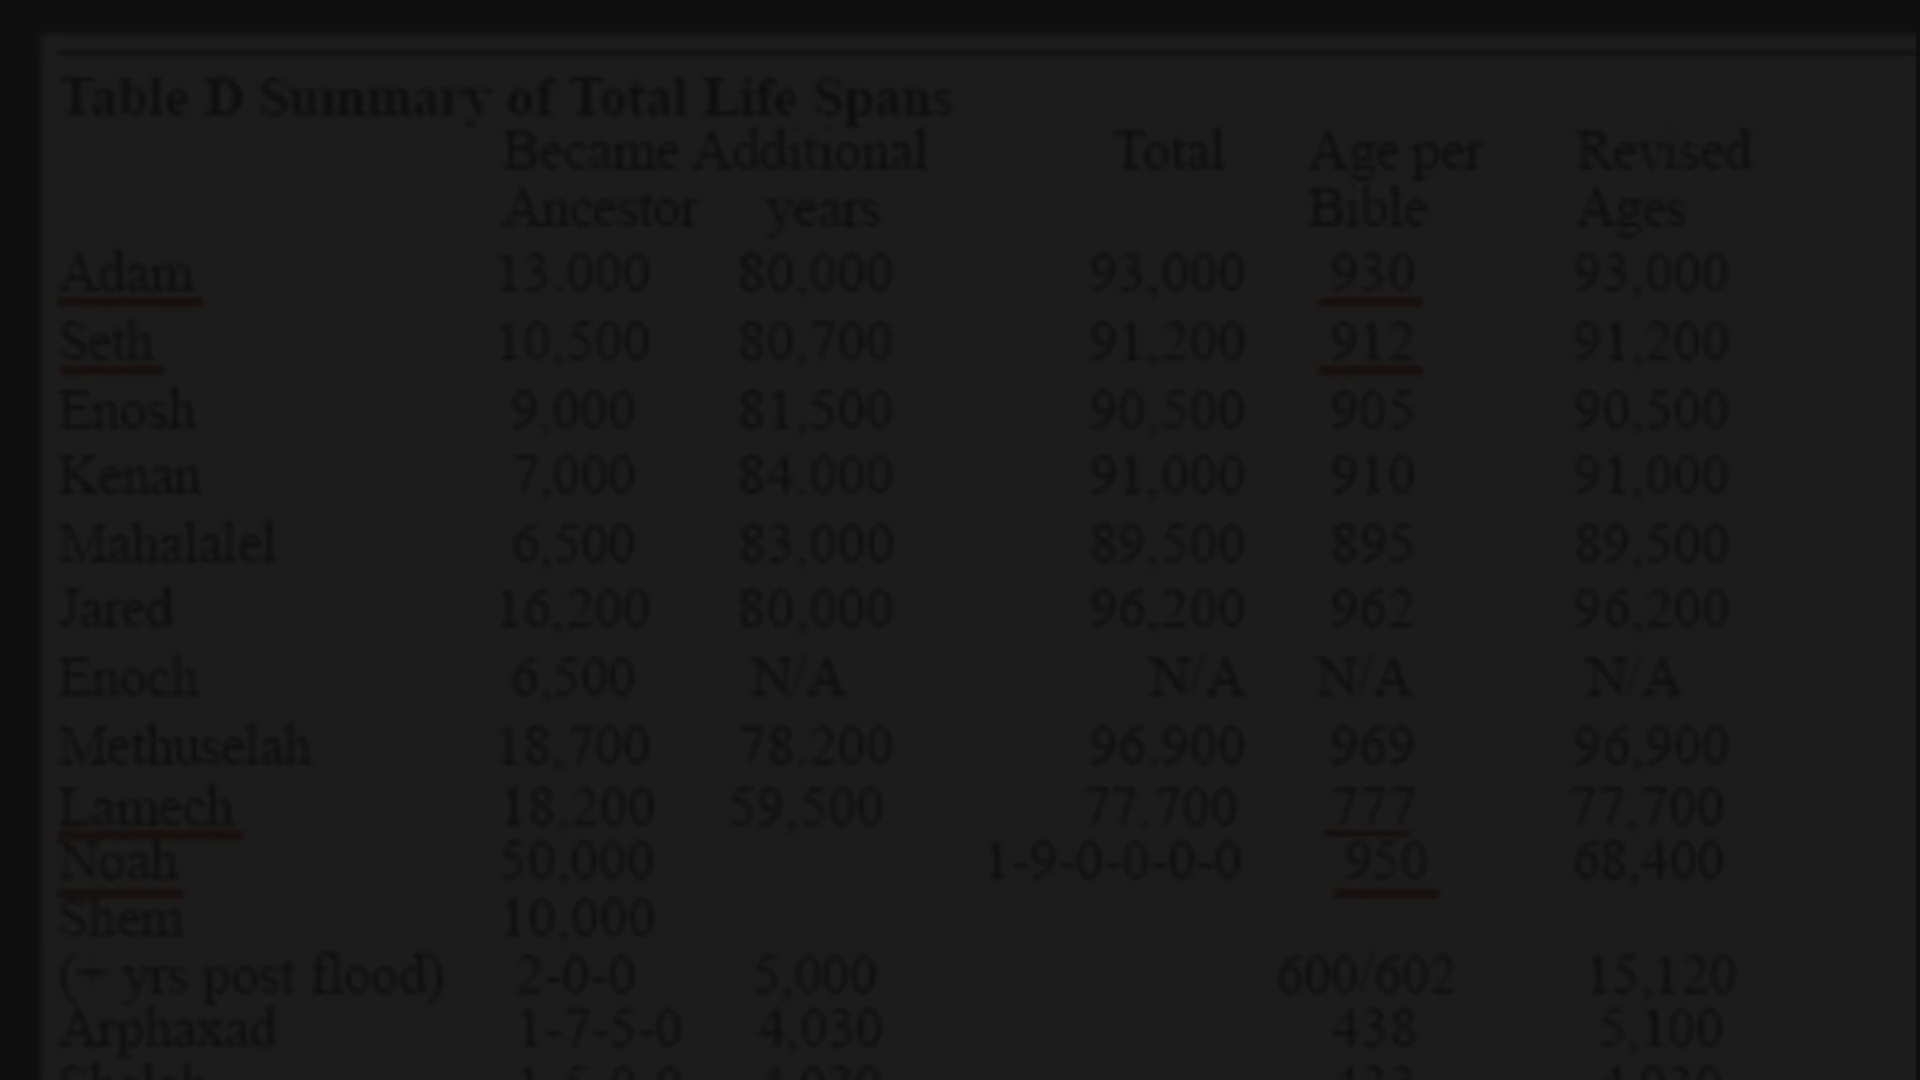 Table D Summary of Total Life Spans
Became Additional Total Age per Revised
Ancestor years Bible Ages
Adam 13.000 80,000 93,000 930 93,000
Seth 10,500 80,700 91,200 912 91,200
Enosh 9,000 81,500 90,500 905 90,500
Kenan 7,000 84.000 91,000 910 91,000
Mahalalel 6,500 83,000 89,500 895 89,500
Jared 16,200 80,000 96,200 962 96,200
Enoch 6,500 N/A N/A N/A N/A
Methuselah 18,700 78.200 96.900 969 96,900
Lamech 18,200 59,500 77.700 777 77,700
Noah 50,000 1-9-0-0-0-0 950 68,400
Shem 10,000
(+ yrs post flood) 2-0-0 5,000 600/602 15,120
Arphaxad 1-7-5-0 4,030 438 5,100